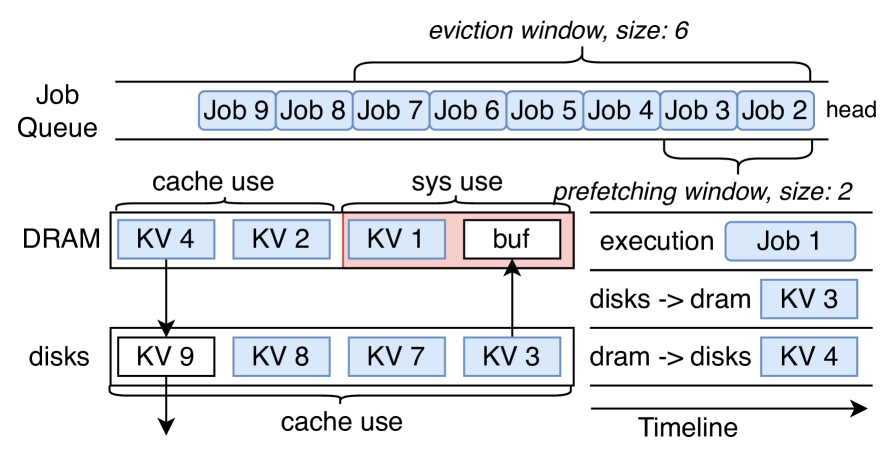 eviction window, size: 6
Job Queue
Job 9 Job 8 Job 7 Job 6 Job 5 Job 4 Job 3 Job 2 head
prefetching window, size: 2
cache use sys use
DRAM KV 4 KV 2 KV 1 buf
execution Job 1
disks -> dram KV 3
disks KV 9 KV 8 KV 7 KV 3
dram -> disks KV 4
cache use
Timeline